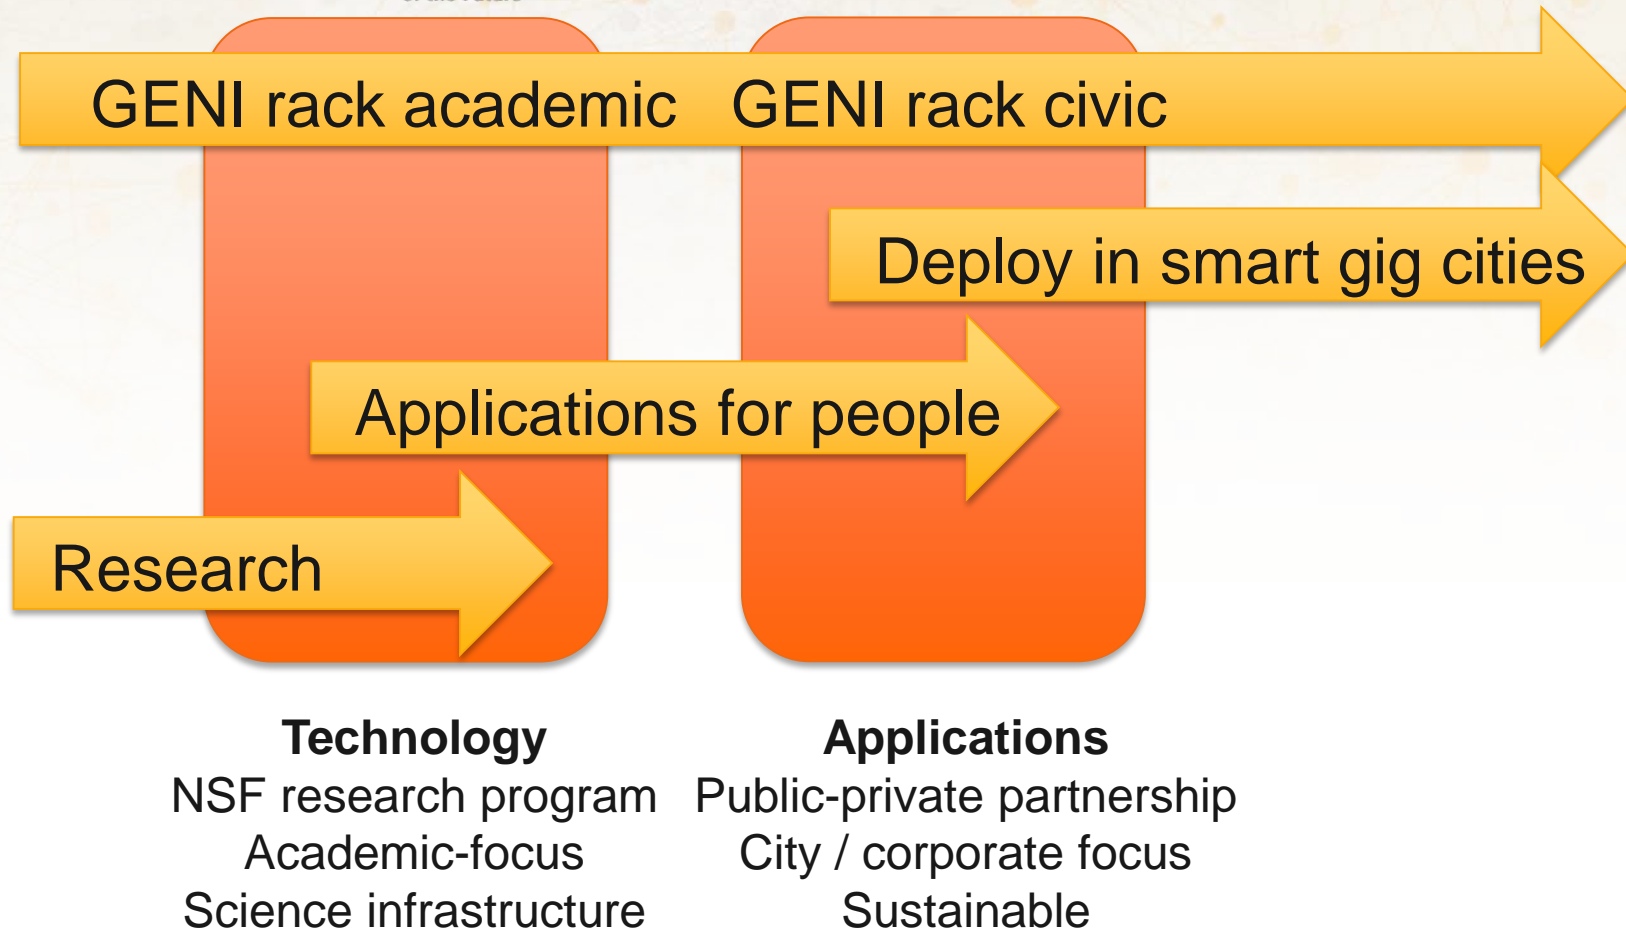 GENI rack academic GENI rack civic
Deploy in smart gig cities
Applications for people
Research
Technology
NSF research program
Academic-focus
Science infrastructure
Applications
Public-private partnership
City / corporate focus
Sustainable